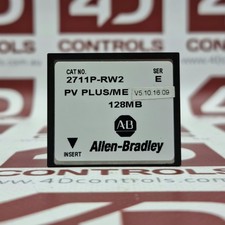 CAT NO. SER
2711P-RW2 E
PV PLUS/ME V5.10.16.09
128MB
AB
INSERT Allen-Bradley
CONTROLS
www.4DControls.com